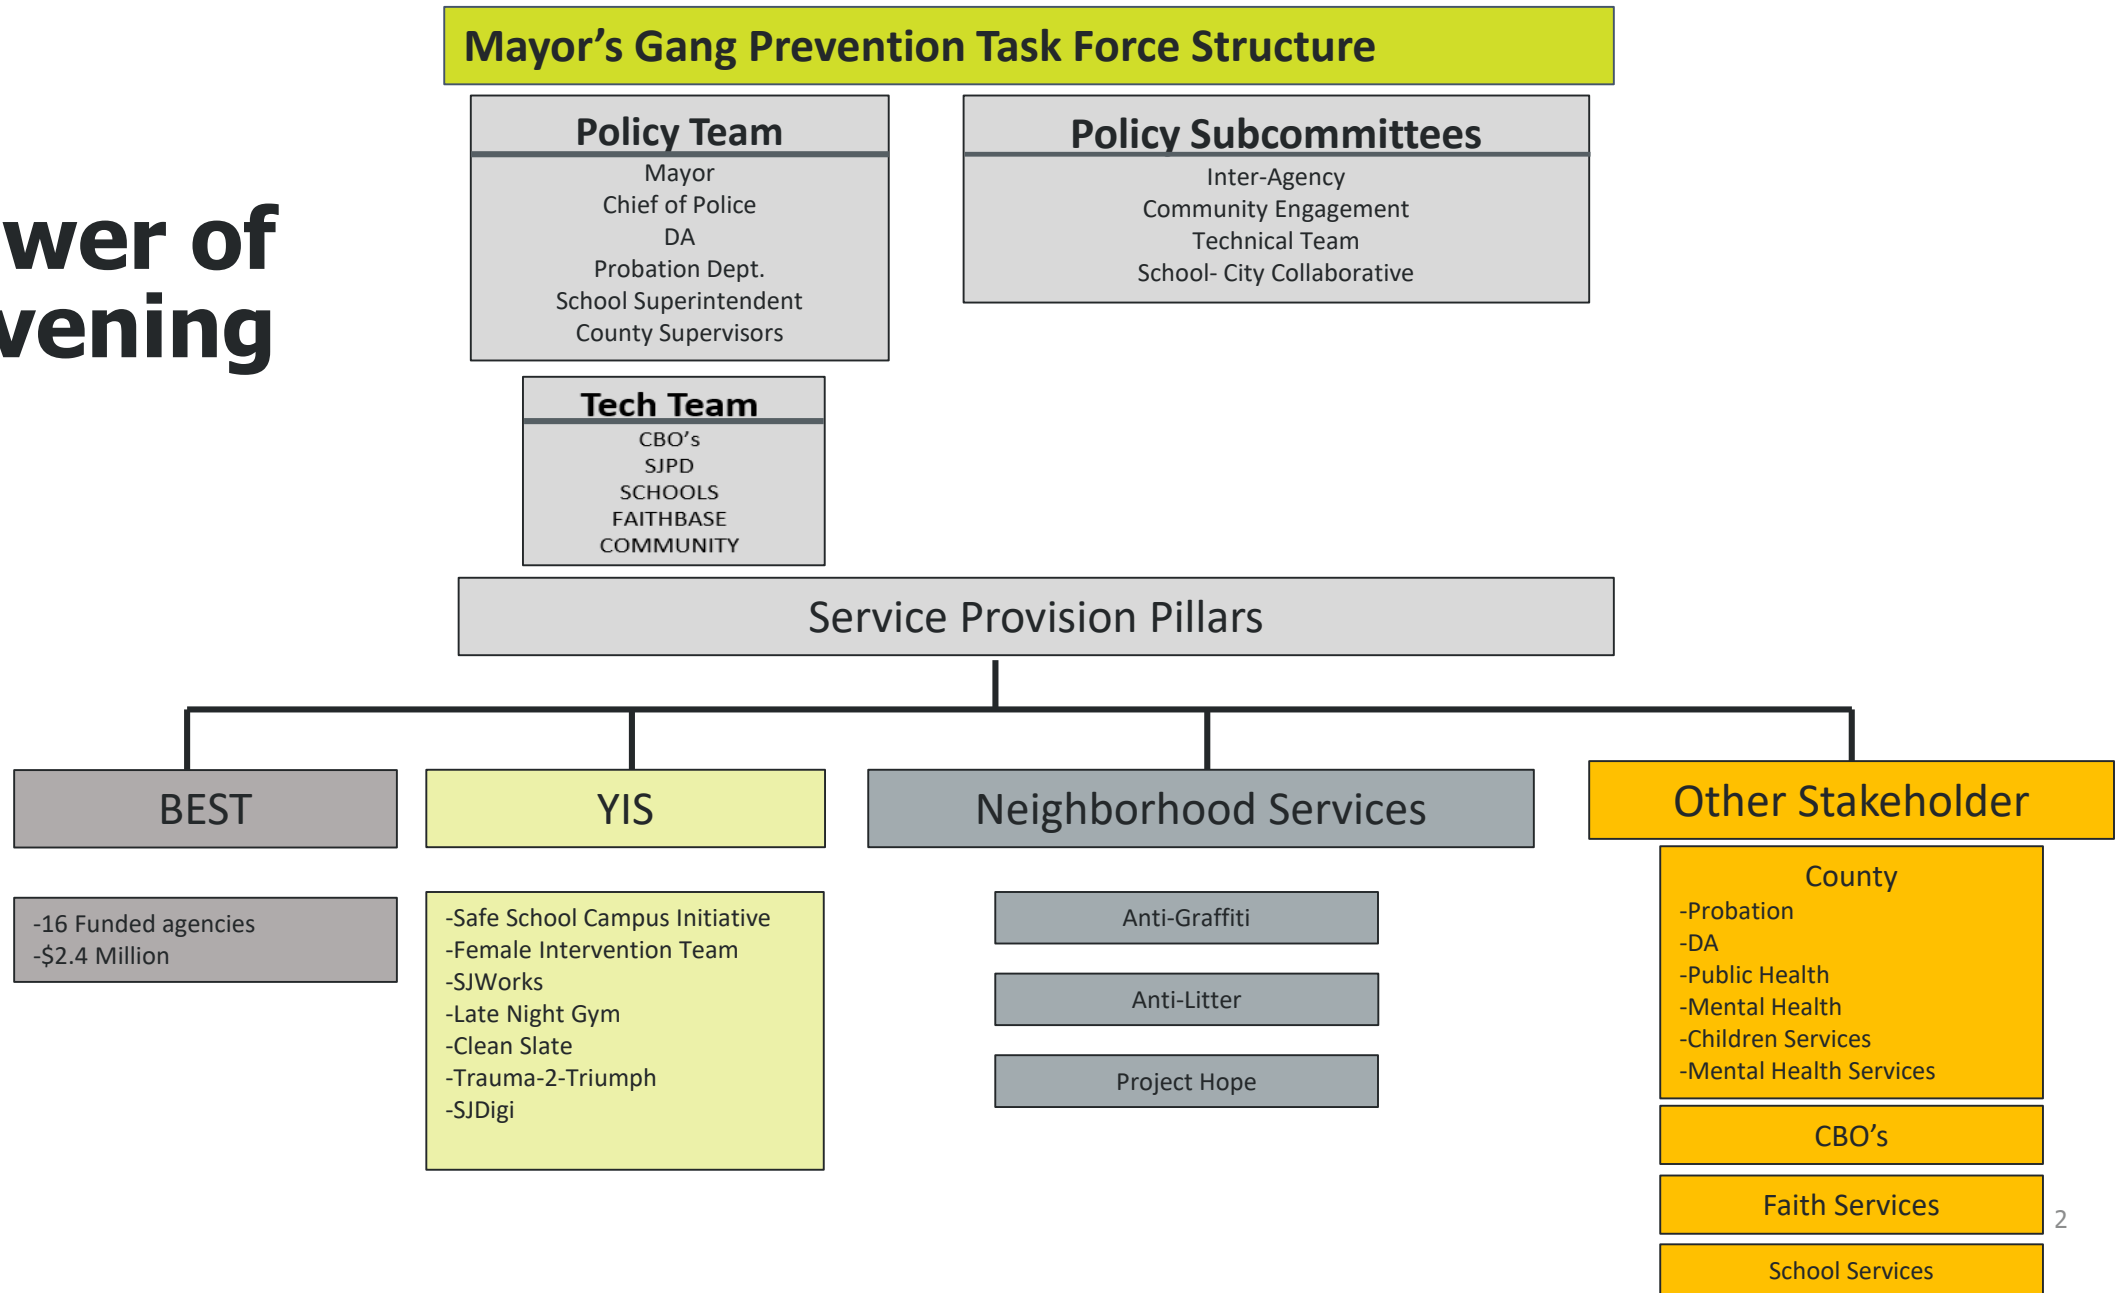 Mayor’s Gang Prevention Task Force Structure
wer of
vening
Policy Team
Mayor
Chief of Police
DA
Probation Dept.
School Superintendent
County Supervisors
Policy Subcommittees
Inter-Agency
Community Engagement
Technical Team
School- City Collaborative
Tech Team
CBO’s
SJPD
SCHOOLS
FAITHBASE
COMMUNITY
Service Provision Pillars
BEST
-16 Funded agencies
-$2.4 Million
YIS
-Safe School Campus Initiative
-Female Intervention Team
-SJWorks
-Late Night Gym
-Clean Slate
-Trauma-2-Triumph
-SJDigi
Neighborhood Services
Anti-Graffiti
Anti-Litter
Project Hope
Other Stakeholder
County
-Probation
-DA
-Public Health
-Mental Health
-Children Services
-Mental Health Services
CBO’s
Faith Services
School Services
2